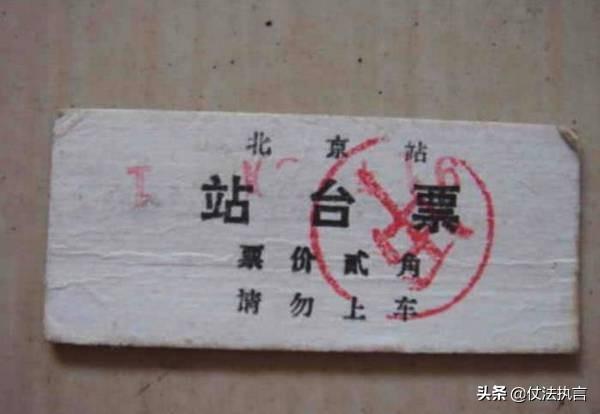 北京站
站台票
票价贰角
请勿上车
头条 @仗法执言